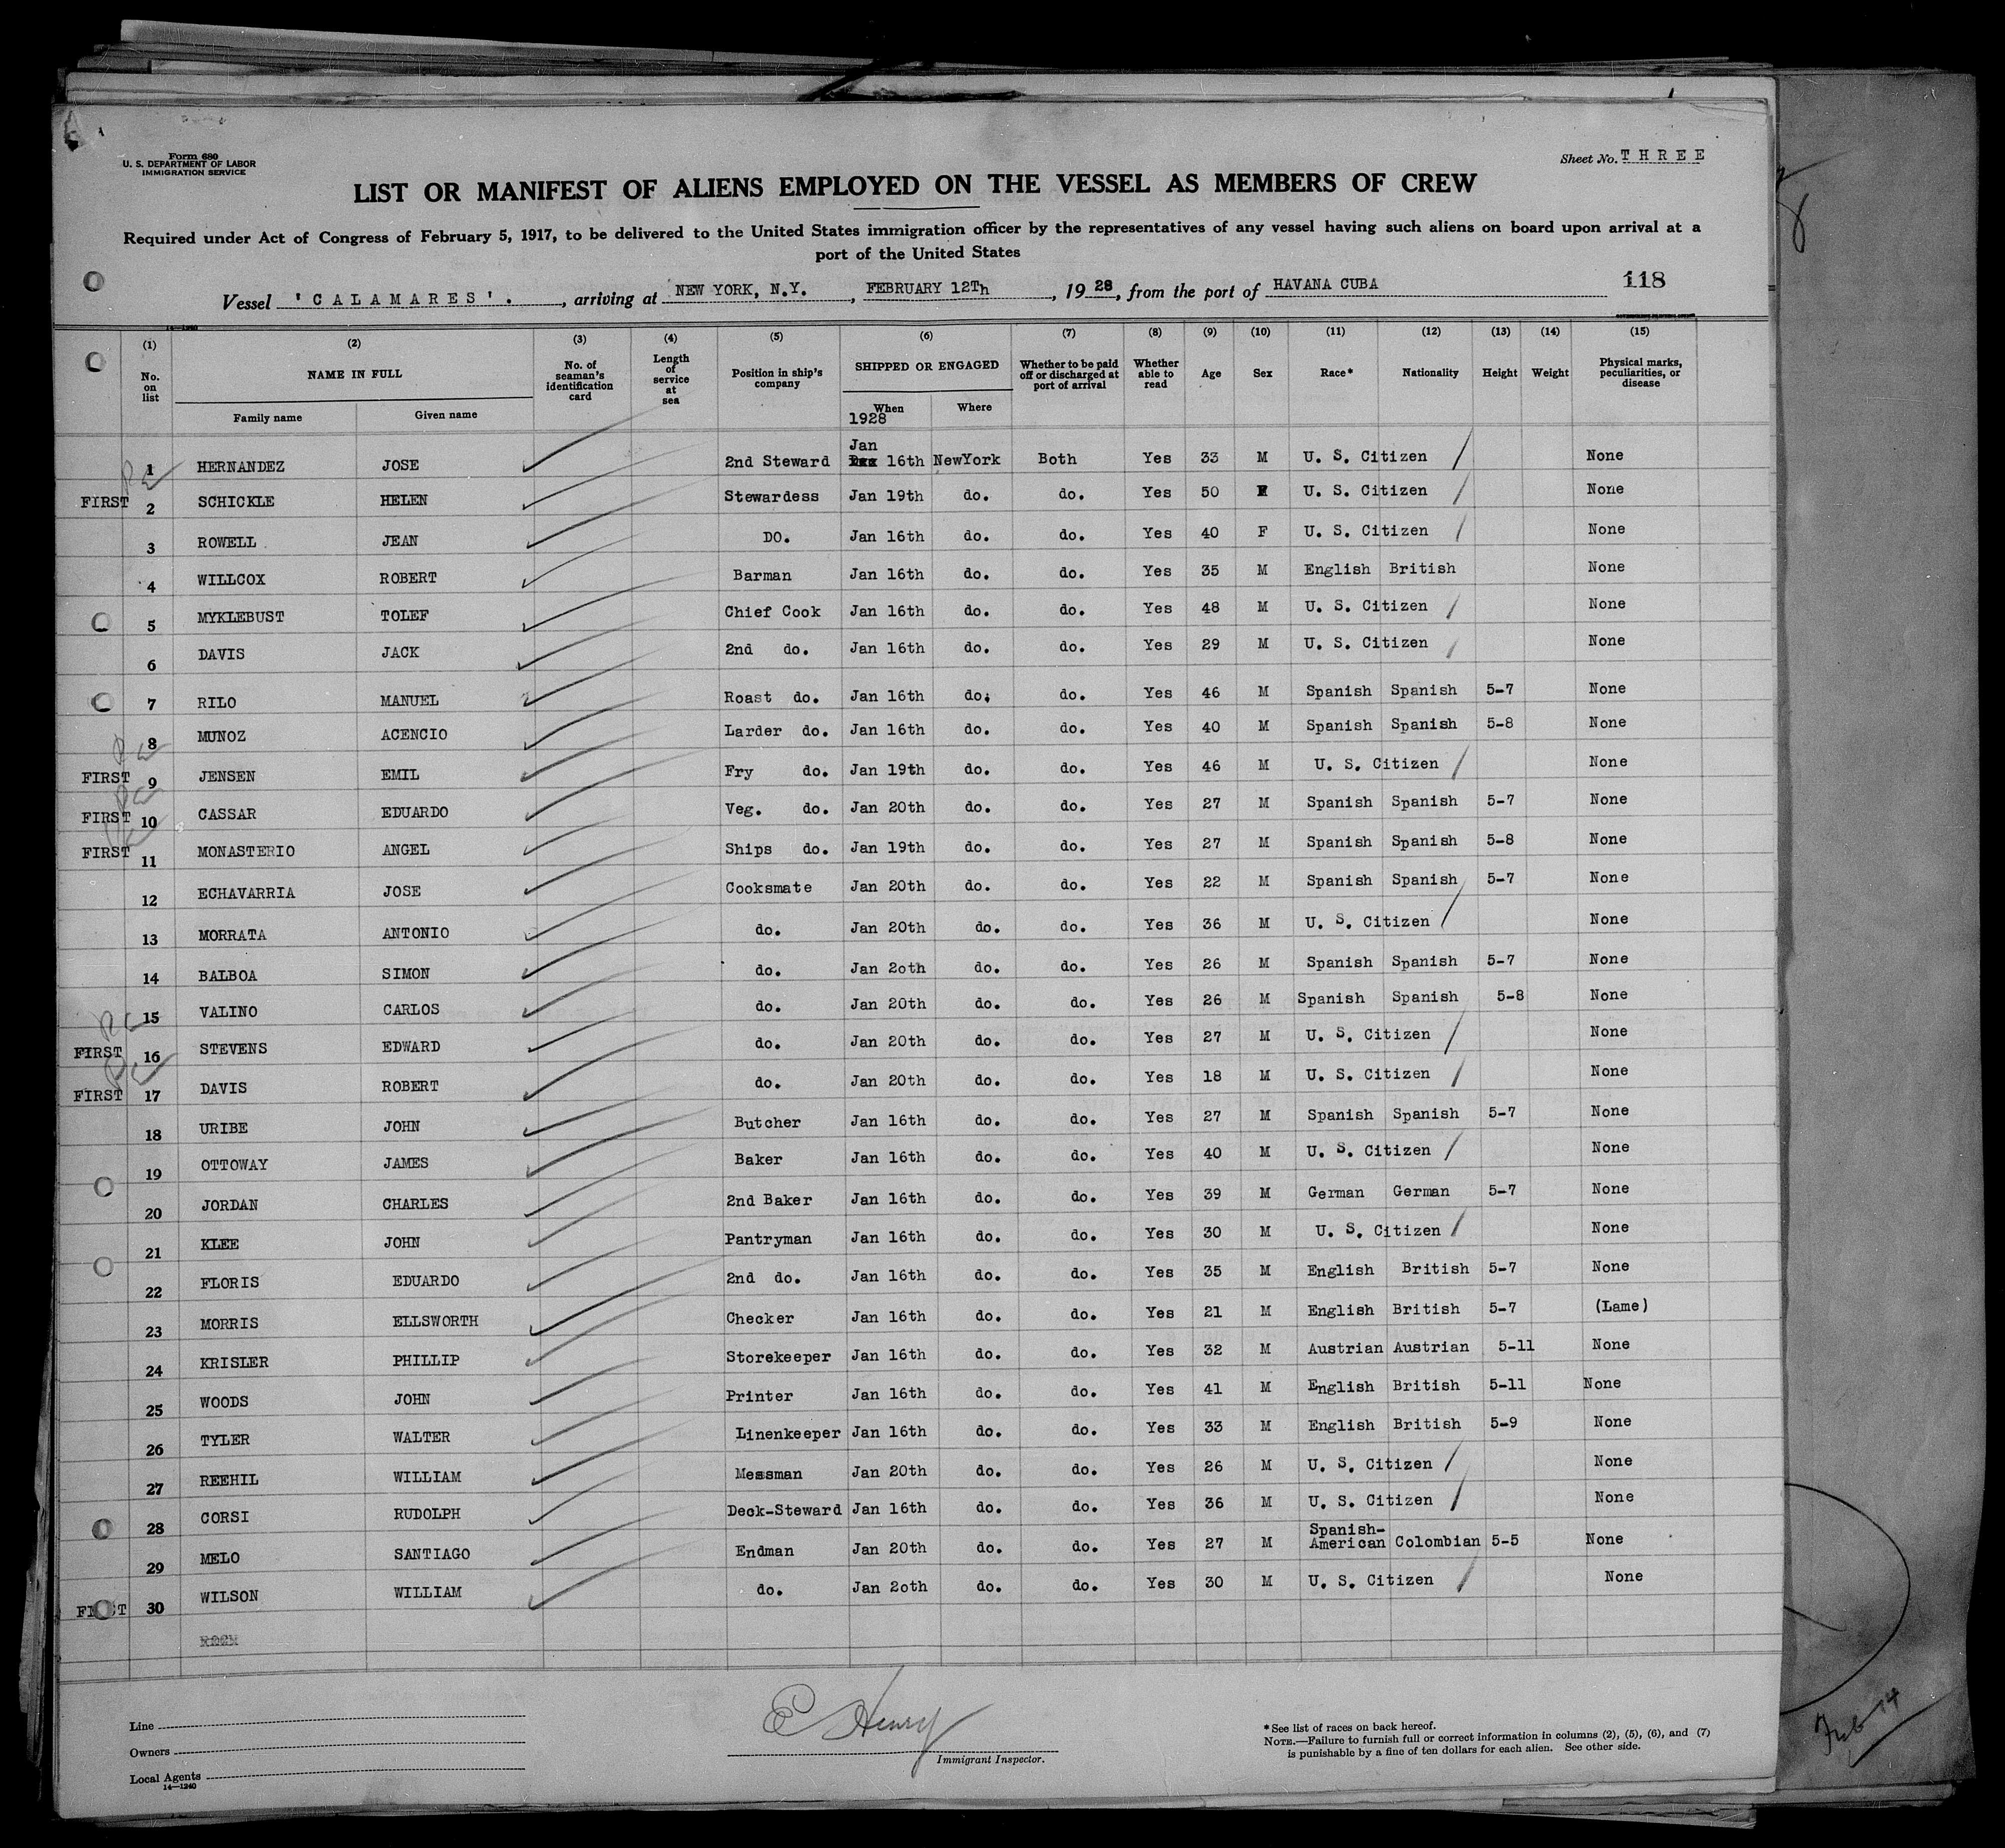 Form 680
U. S. DEPARTMENT OF LABOR
IMMIGRATION SERVICE
Sheet No. T H R E E
LIST OR MANIFEST OF ALIENS EMPLOYED ON THE VESSEL AS MEMBERS OF CREW
Required under Act of Congress of February 5, 1917, to be delivered to the United States immigration officer by the representatives of any vessel having such aliens on board upon arrival at a
port of the United States
Vessel ' C A L A M A R E S ' . , arriving at NEW YORK, N.Y. , FEBRUARY 12Th , 19 28 , from the port of HAVANA CUBA 118
14—1240
(1) (2) (3) (4) (5) (6) (7) (8) (9) (10) (11) (12) (13) (14) (15)
No. on list NAME IN FULL Family name Given name No. of seaman's identification card Length of service at sea Position in ship's company SHIPPED OR ENGAGED When Where Whether to be paid off or discharged at port of arrival Whether able to read Age Sex Race* Nationality Height Weight Physical marks, peculiarities, or disease
1928
Jan
1 HERNANDEZ JOSE 2nd Steward 16th NewYork Both Yes 33 M U. S. Citizen None
FIRST 2 SCHICKLE HELEN Stewardess Jan 19th do. do. Yes 50 U. S. Citizen None
3 ROWELL JEAN DO. Jan 16th do. do. Yes 40 F U. S. Citizen None
4 WILLCOX ROBERT Barman Jan 16th do. do. Yes 35 M English British None
5 MYKLEBUST TOLEF Chief Cook Jan 16th do. do. Yes 48 M U. S. Citizen None
6 DAVIS JACK 2nd do. Jan 16th do. do. Yes 29 M U. S. Citizen None
7 RILO MANUEL Roast do. Jan 16th do; do. Yes 46 M Spanish Spanish 5-7 None
8 MUNOZ ACENCIO Larder do. Jan 16th do. do. Yes 40 M Spanish Spanish 5-8 None
FIRST 9 JENSEN EMIL Fry do. Jan 19th do. do. Yes 46 M U. S. Citizen None
FIRST 10 CASSAR EDUARDO Veg. do. Jan 20th do. do. Yes 27 M Spanish Spanish 5-7 None
FIRST 11 MONASTERIO ANGEL Ships do. Jan 19th do. do. Yes 27 M Spanish Spanish 5-8 None
12 ECHAVARRIA JOSE Cooksmate Jan 20th do. do. Yes 22 M Spanish Spanish 5-7 None
13 MORRATA ANTONIO do. Jan 20th do. do. Yes 36 M U. S. Citizen None
14 BALBOA SIMON do. Jan 2oth do. do. Yes 26 M Spanish Spanish 5-7 None
15 VALINO CARLOS do. Jan 20th do. do. Yes 26 M Spanish Spanish 5-8 None
FIRST 16 STEVENS EDWARD do. Jan 20th do. do. Yes 27 M U. S. Citizen None
FIRST 17 DAVIS ROBERT do. Jan 20th do. do. Yes 18 M U. S. Citizen None
18 URIBE JOHN Butcher Jan 16th do. do. Yes 27 M Spanish Spanish 5-7 None
19 OTTOWAY JAMES Baker Jan 16th do. do. Yes 40 M U. S. Citizen None
20 JORDAN CHARLES 2nd Baker Jan 16th do. do. Yes 39 M German German 5-7 None
21 KLEE JOHN Pantryman Jan 16th do. do. Yes 30 M U. S. Citizen None
22 FLORIS EDUARDO 2nd do. Jan 16th do. do. Yes 35 M English British 5-7 None
23 MORRIS ELLSWORTH Checker Jan 16th do. do. Yes 21 M English British 5-7 (Lame)
24 KRISLER PHILLIP Storekeeper Jan 16th do. do. Yes 32 M Austrian Austrian 5-11 None
25 WOODS JOHN Printer Jan 16th do. do. Yes 41 M English British 5-11 None
26 TYLER WALTER Linenkeeper Jan 16th do. do. Yes 33 M English British 5-9 None
27 REEHIL WILLIAM Messman Jan 20th do. do. Yes 26 M U. S. Citizen None
28 CORSI RUDOLPH Deck-Steward Jan 16th do. do. Yes 36 M U. S. Citizen None
29 MELO SANTIAGO Endman Jan 20th do. do. Yes 27 M Spanish-American Colombian 5-5 None
FIRST 30 WILSON WILLIAM do. Jan 2oth do. do. Yes 30 M U. S. Citizen None
Line
Owners
Local Agents
14—1240
E Henry
Immigrant Inspector.
* See list of races on back hereof.
NOTE.—Failure to furnish full or correct information in columns (2), (5), (6), and (7)
is punishable by a fine of ten dollars for each alien. See other side.
Feb 14